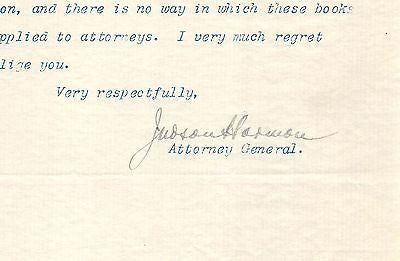 on, and there is no way in which these books
pplied to attorneys. I very much regret
lige you.
Very respectfully,
Judson Harmon
Attorney General.